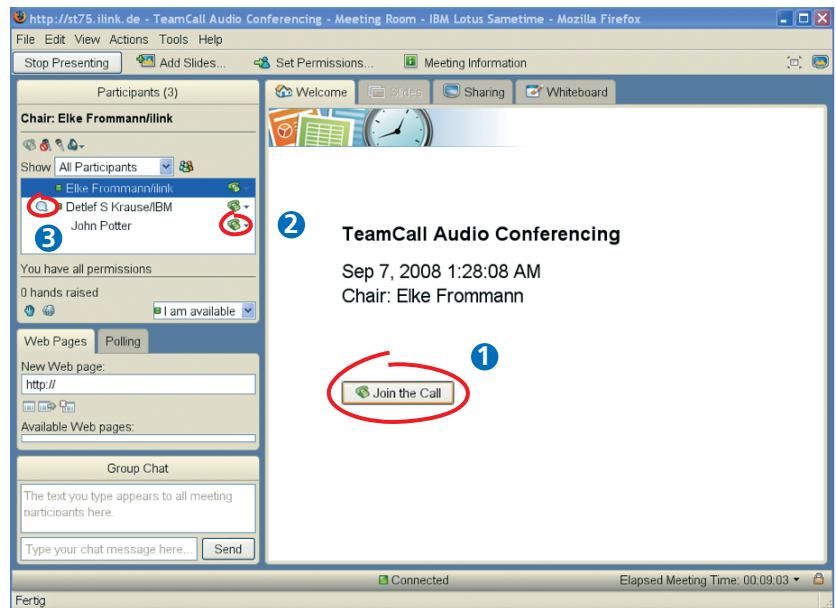 http://st75.ilink.de - TeamCall Audio Conferencing - Meeting Room - IBM Lotus Sametime - Mozilla Firefox
File Edit View Actions Tools Help
Stop Presenting Add Slides... Set Permissions... Meeting Information
Participants (3)
Chair: Elke Frommann/ilink
Show All Participants
Elke Frommann/ilink
Detlef S Krause/IBM
John Potter
3
You have all permissions
0 hands raised
I am available
Web Pages Polling
New Web page:
http://
Available Web pages:
Group Chat
The text you type appears to all meeting
participants here.
Type your chat message here... Send
Welcome Slides Sharing Whiteboard
2
TeamCall Audio Conferencing
Sep 7, 2008 1:28:08 AM
Chair: Elke Frommann
1
Join the Call
Connected Elapsed Meeting Time: 00:09:03
Fertig